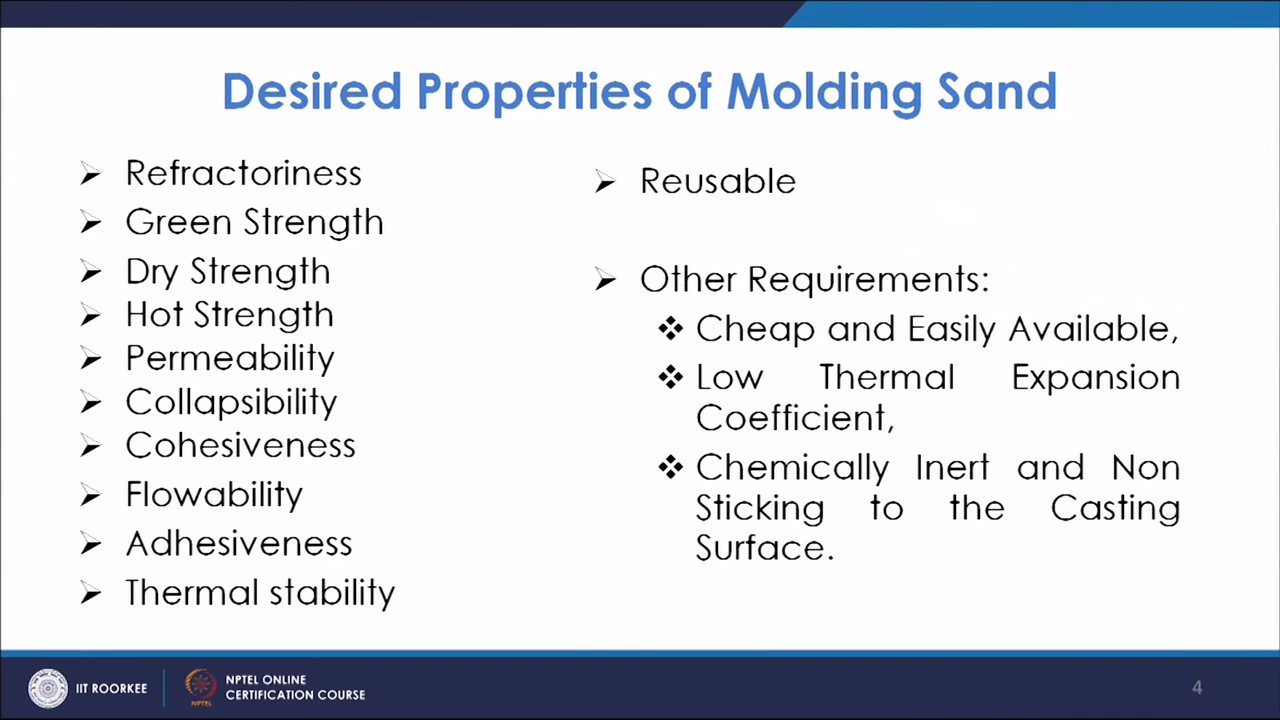 Desired Properties of Molding Sand
Refractoriness
Green Strength
Dry Strength
Hot Strength
Permeability
Collapsibility
Cohesiveness
Flowability
Adhesiveness
Thermal stability
Reusable
Other Requirements:
Cheap and Easily Available,
Low Thermal Expansion
Coefficient,
Chemically Inert and Non
Sticking to the Casting
Surface.
IIT ROORKEE
NPTEL
NPTEL ONLINE
CERTIFICATION COURSE
4